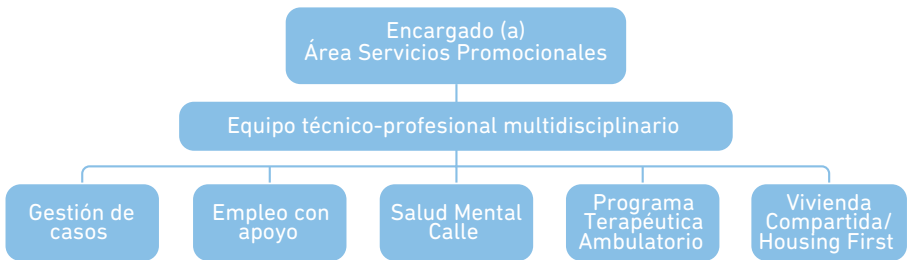 Encargado (a)
Área Servicios Promocionales
Equipo técnico-profesional multidisciplinario
Gestión de
casos
Empleo con
apoyo
Salud Mental
Calle
Programa
Terapéutica
Ambulatorio
Vivienda
Compartida/
Housing First